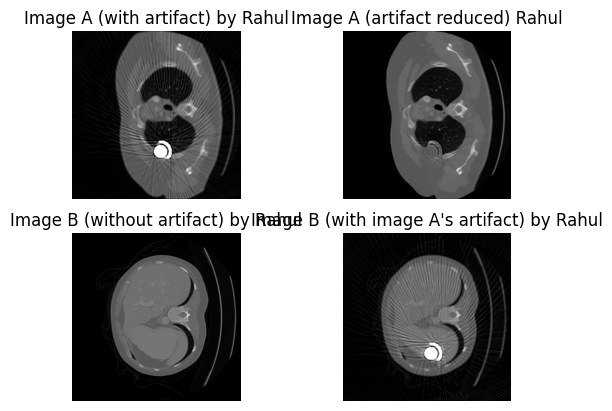 Image A (with artifact) by Rahul
Image A (artifact reduced) Rahul
Image B (without artifact) by Rahul
Image B (with image A's artifact) by Rahul